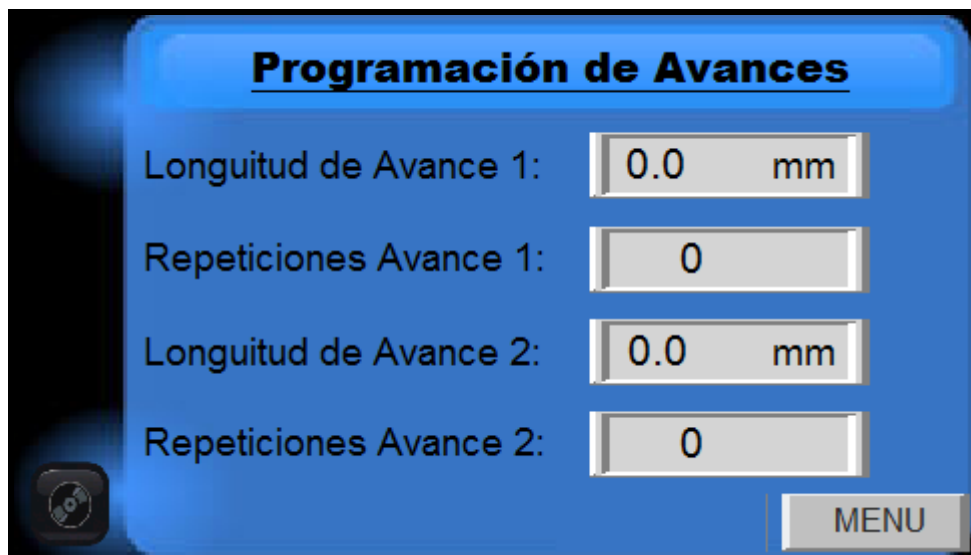 Programación de Avances
Longuitud de Avance 1: 0.0 mm
Repeticiones Avance 1: 0
Longuitud de Avance 2: 0.0 mm
Repeticiones Avance 2: 0
MENU